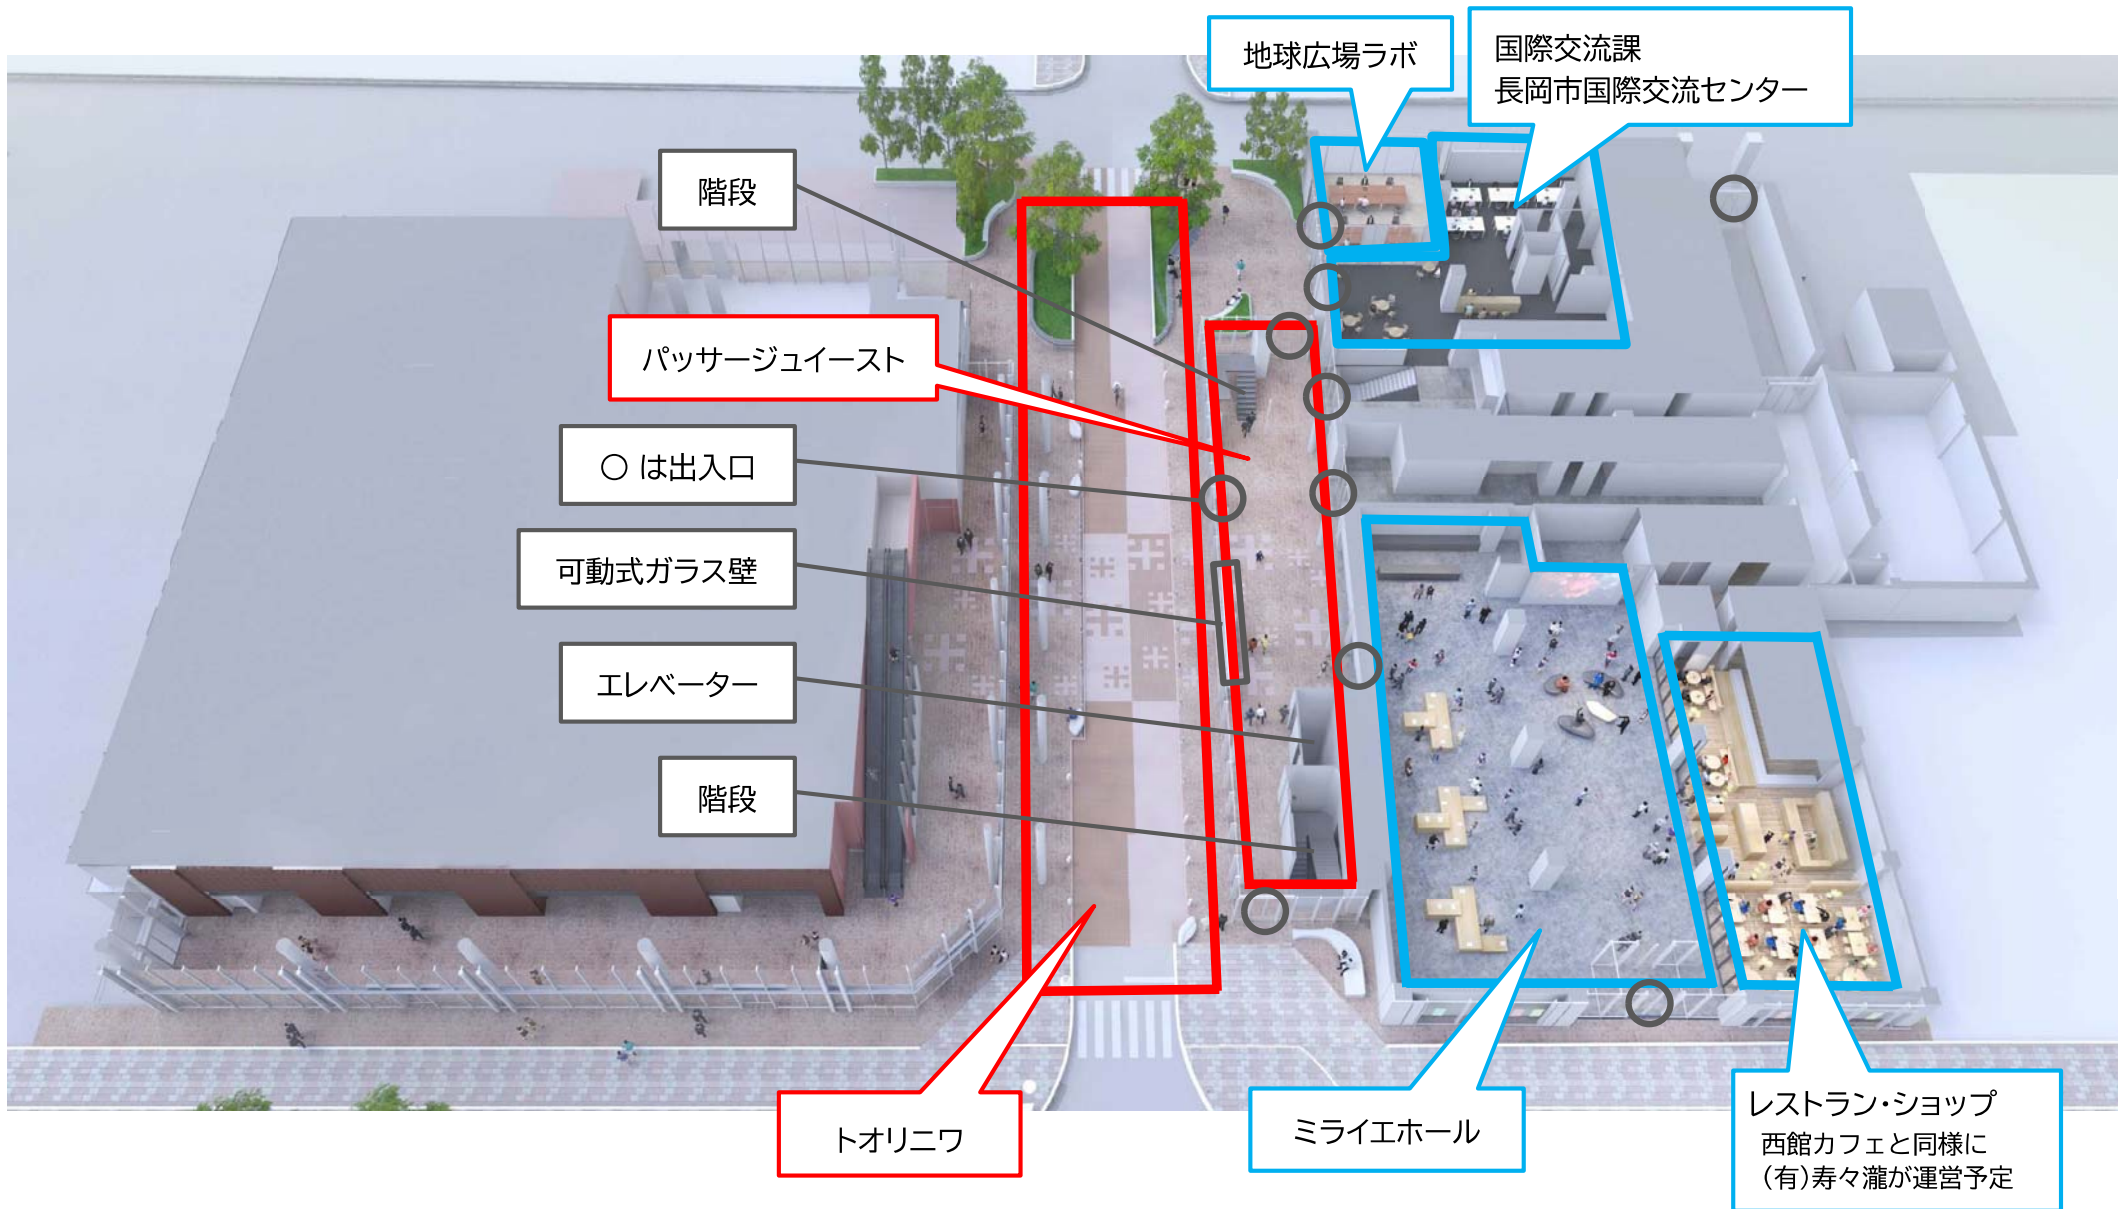 地球広場ラボ
国際交流課
長岡市国際交流センター
階段
パッサージュイースト
○ は出入口
可動式ガラス壁
エレベーター
階段
トオリニワ
ミライエホール
レストラン・ショップ
西館カフェと同様に
(有)寿々瀧が運営予定